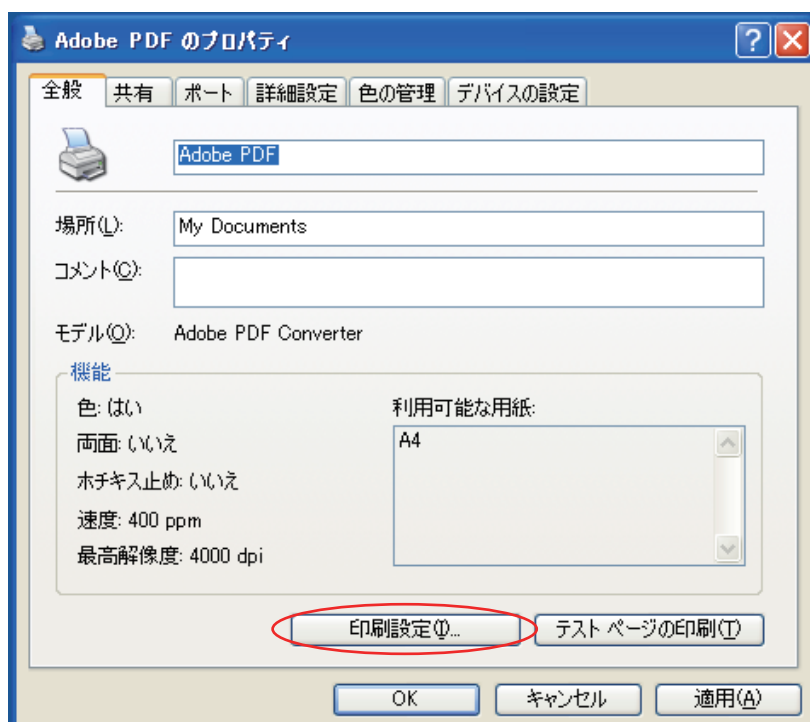 Adobe PDF のプロパティ
全般 共有 ポート 詳細設定 色の管理 デバイスの設定
Adobe PDF
場所(L): My Documents
コメント(C):
モデル(O): Adobe PDF Converter
機能
色: はい 利用可能な用紙:
両面: いいえ A4
ホチキス止め: いいえ
速度: 400 ppm
最高解像度: 4000 dpi
印刷設定(I)... テスト ページの印刷(T)
OK キャンセル 適用(A)